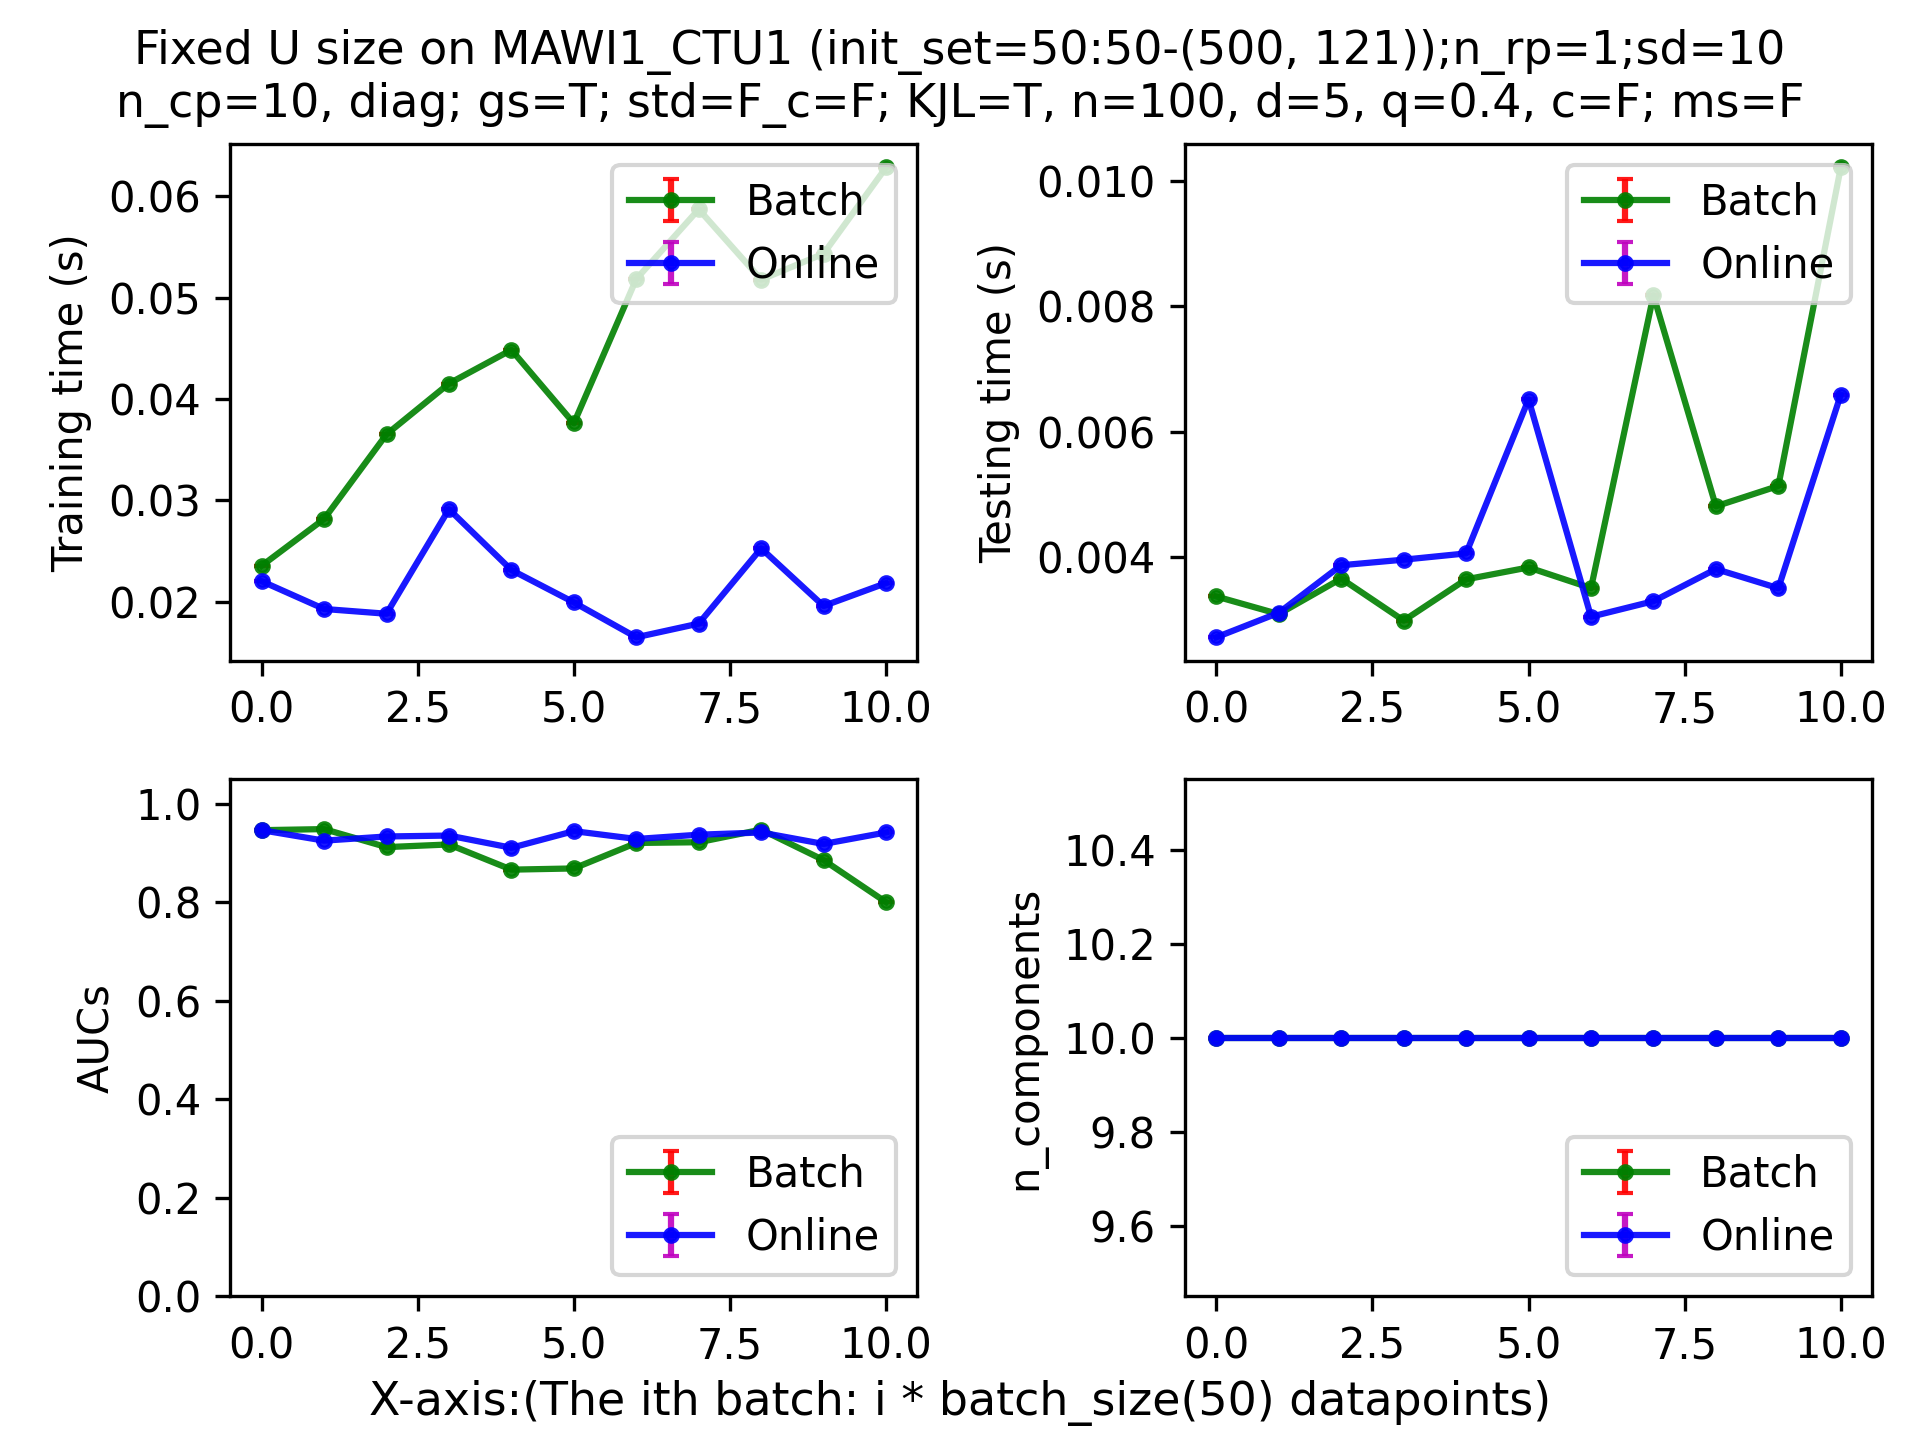 Fixed U size on MAWI1_CTU1 (init_set=50:50-(500, 121));n_rp=1;sd=10
n_cp=10, diag; gs=T; std=F_c=F; KJL=T, n=100, d=5, q=0.4, c=F; ms=F
Training time (s)
0.06
0.05
0.04
0.03
0.02
Batch
Online
0.0 2.5 5.0 7.5 10.0
Testing time (s)
0.010
0.008
0.006
0.004
Batch
Online
0.0 2.5 5.0 7.5 10.0
AUCs
1.0
0.8
0.6
0.4
0.2
0.0
Batch
Online
0.0 2.5 5.0 7.5 10.0
n_components
10.4
10.2
10.0
9.8
9.6
Batch
Online
0.0 2.5 5.0 7.5 10.0
X-axis:(The ith batch: i * batch_size(50) datapoints)